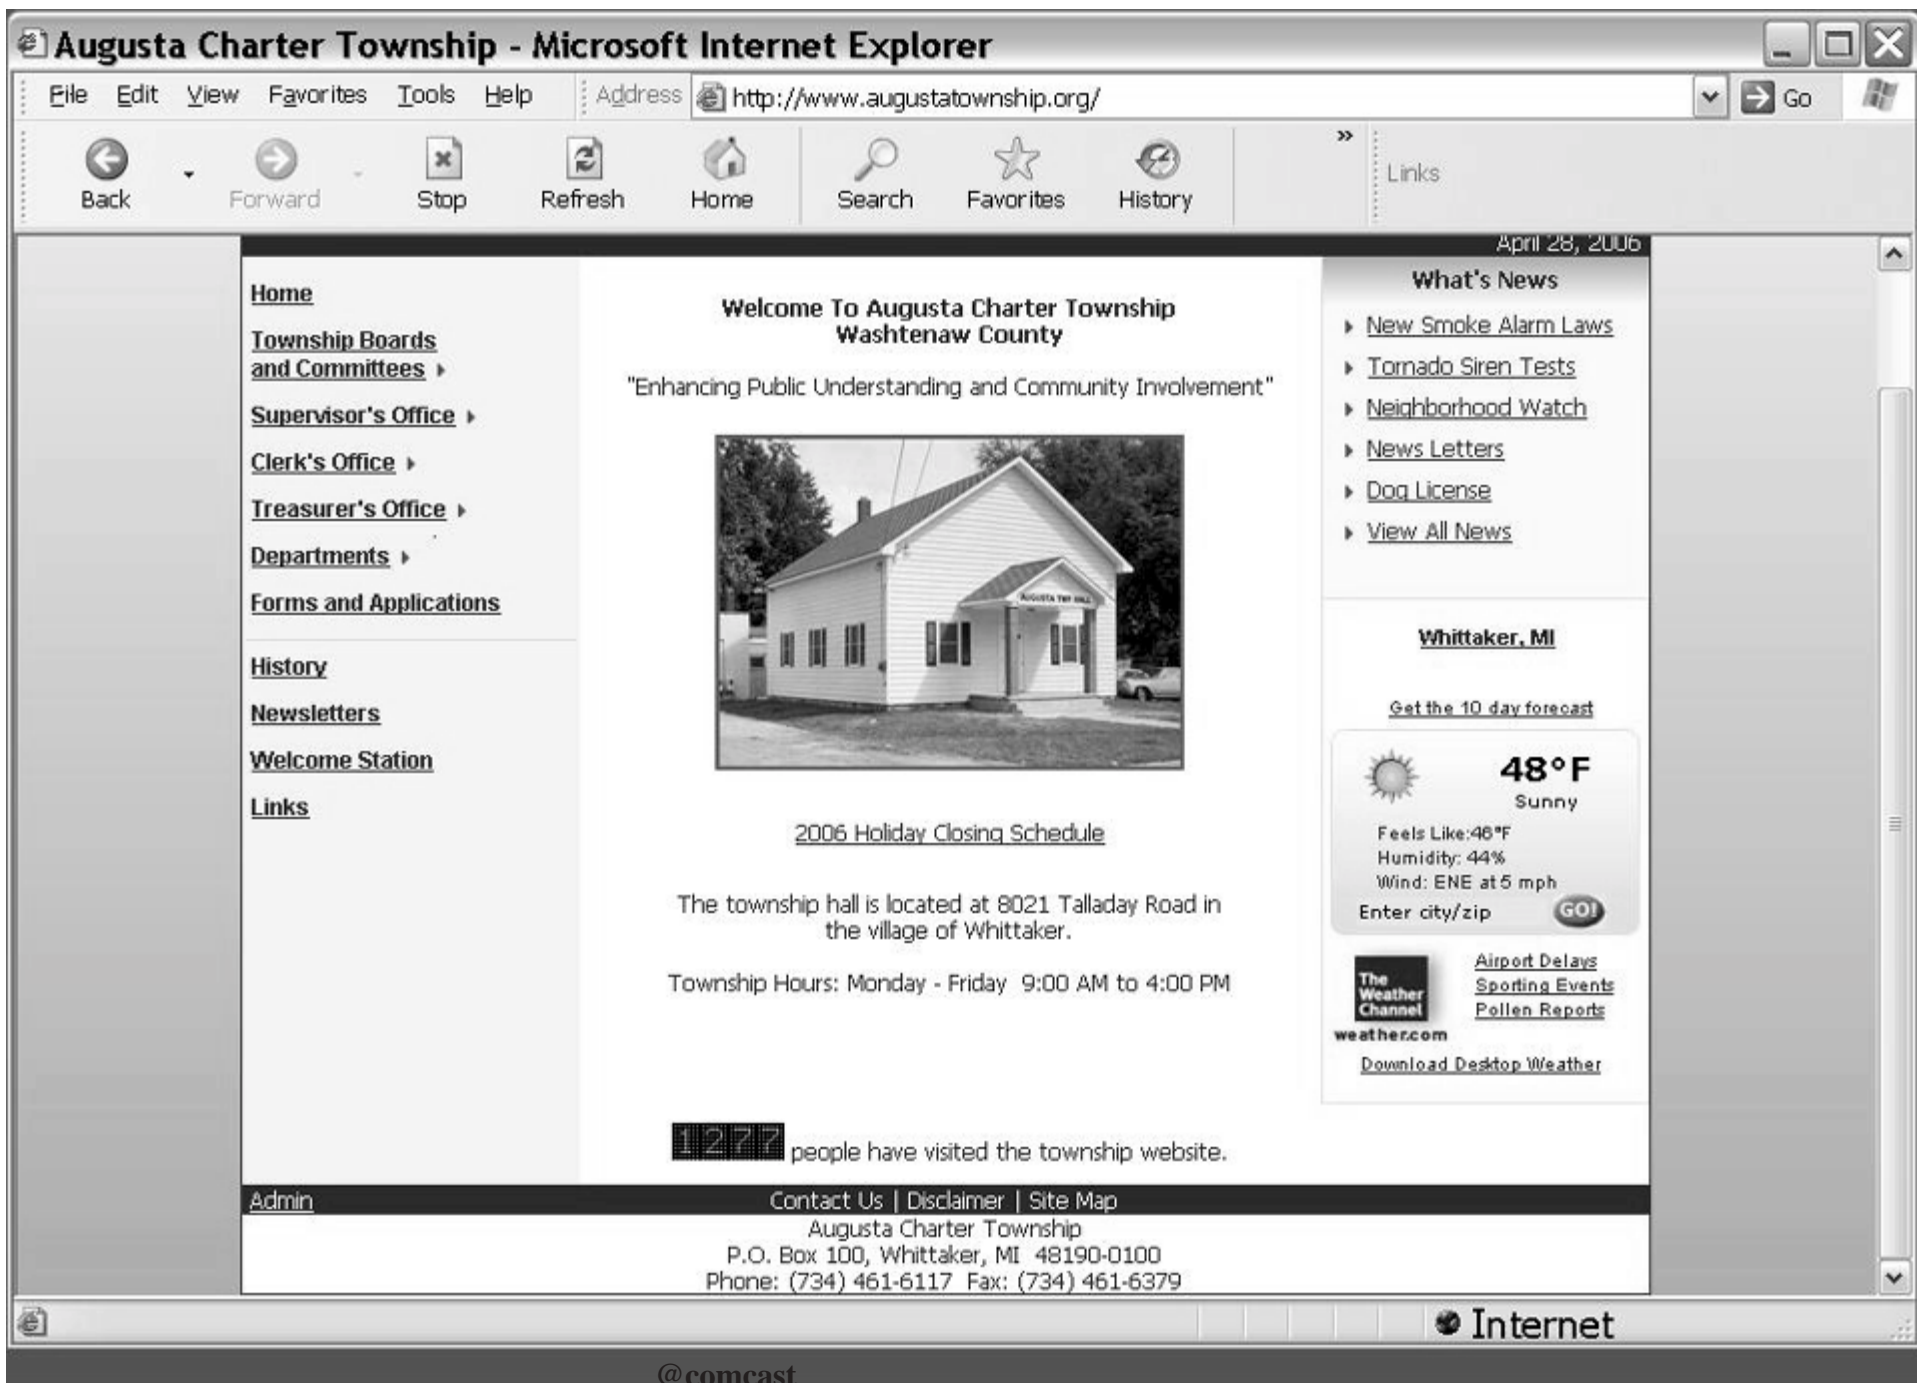 Augusta Charter Township - Microsoft Internet Explorer
File Edit View Favorites Tools Help Address http://www.augustatownship.org/ Go
Back Forward Stop Refresh Home Search Favorites History » Links
April 28, 2006
Home
Township Boards
and Committees
Supervisor's Office
Clerk's Office
Treasurer's Office
Departments
Forms and Applications
History
Newsletters
Welcome Station
Links
Welcome To Augusta Charter Township
Washtenaw County
"Enhancing Public Understanding and Community Involvement"
AUGUSTA TWP HALL
2006 Holiday Closing Schedule
The township hall is located at 8021 Talladay Road in
the village of Whittaker.
Township Hours: Monday - Friday 9:00 AM to 4:00 PM
1277 people have visited the township website.
What's News
New Smoke Alarm Laws
Tornado Siren Tests
Neighborhood Watch
News Letters
Dog License
View All News
Whittaker, MI
Get the 10 day forecast
48°F
Sunny
Feels Like:46°F
Humidity: 44%
Wind: ENE at 5 mph
Enter city/zip GO!
The
Weather
Channel
weather.com
Airport Delays
Sporting Events
Pollen Reports
Download Desktop Weather
Admin Contact Us | Disclaimer | Site Map
Augusta Charter Township
P.O. Box 100, Whittaker, MI 48190-0100
Phone: (734) 461-6117 Fax: (734) 461-6379
Internet
@comcast